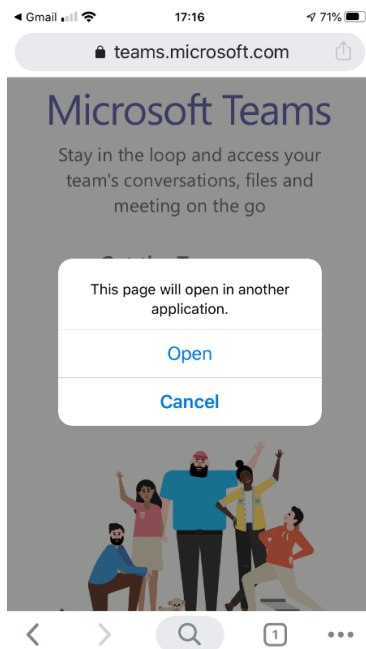 Gmail 17:16 71%
teams.microsoft.com
Microsoft Teams
Stay in the loop and access your
team's conversations, files and
meeting on the go
This page will open in another
application.
Open
Cancel
1